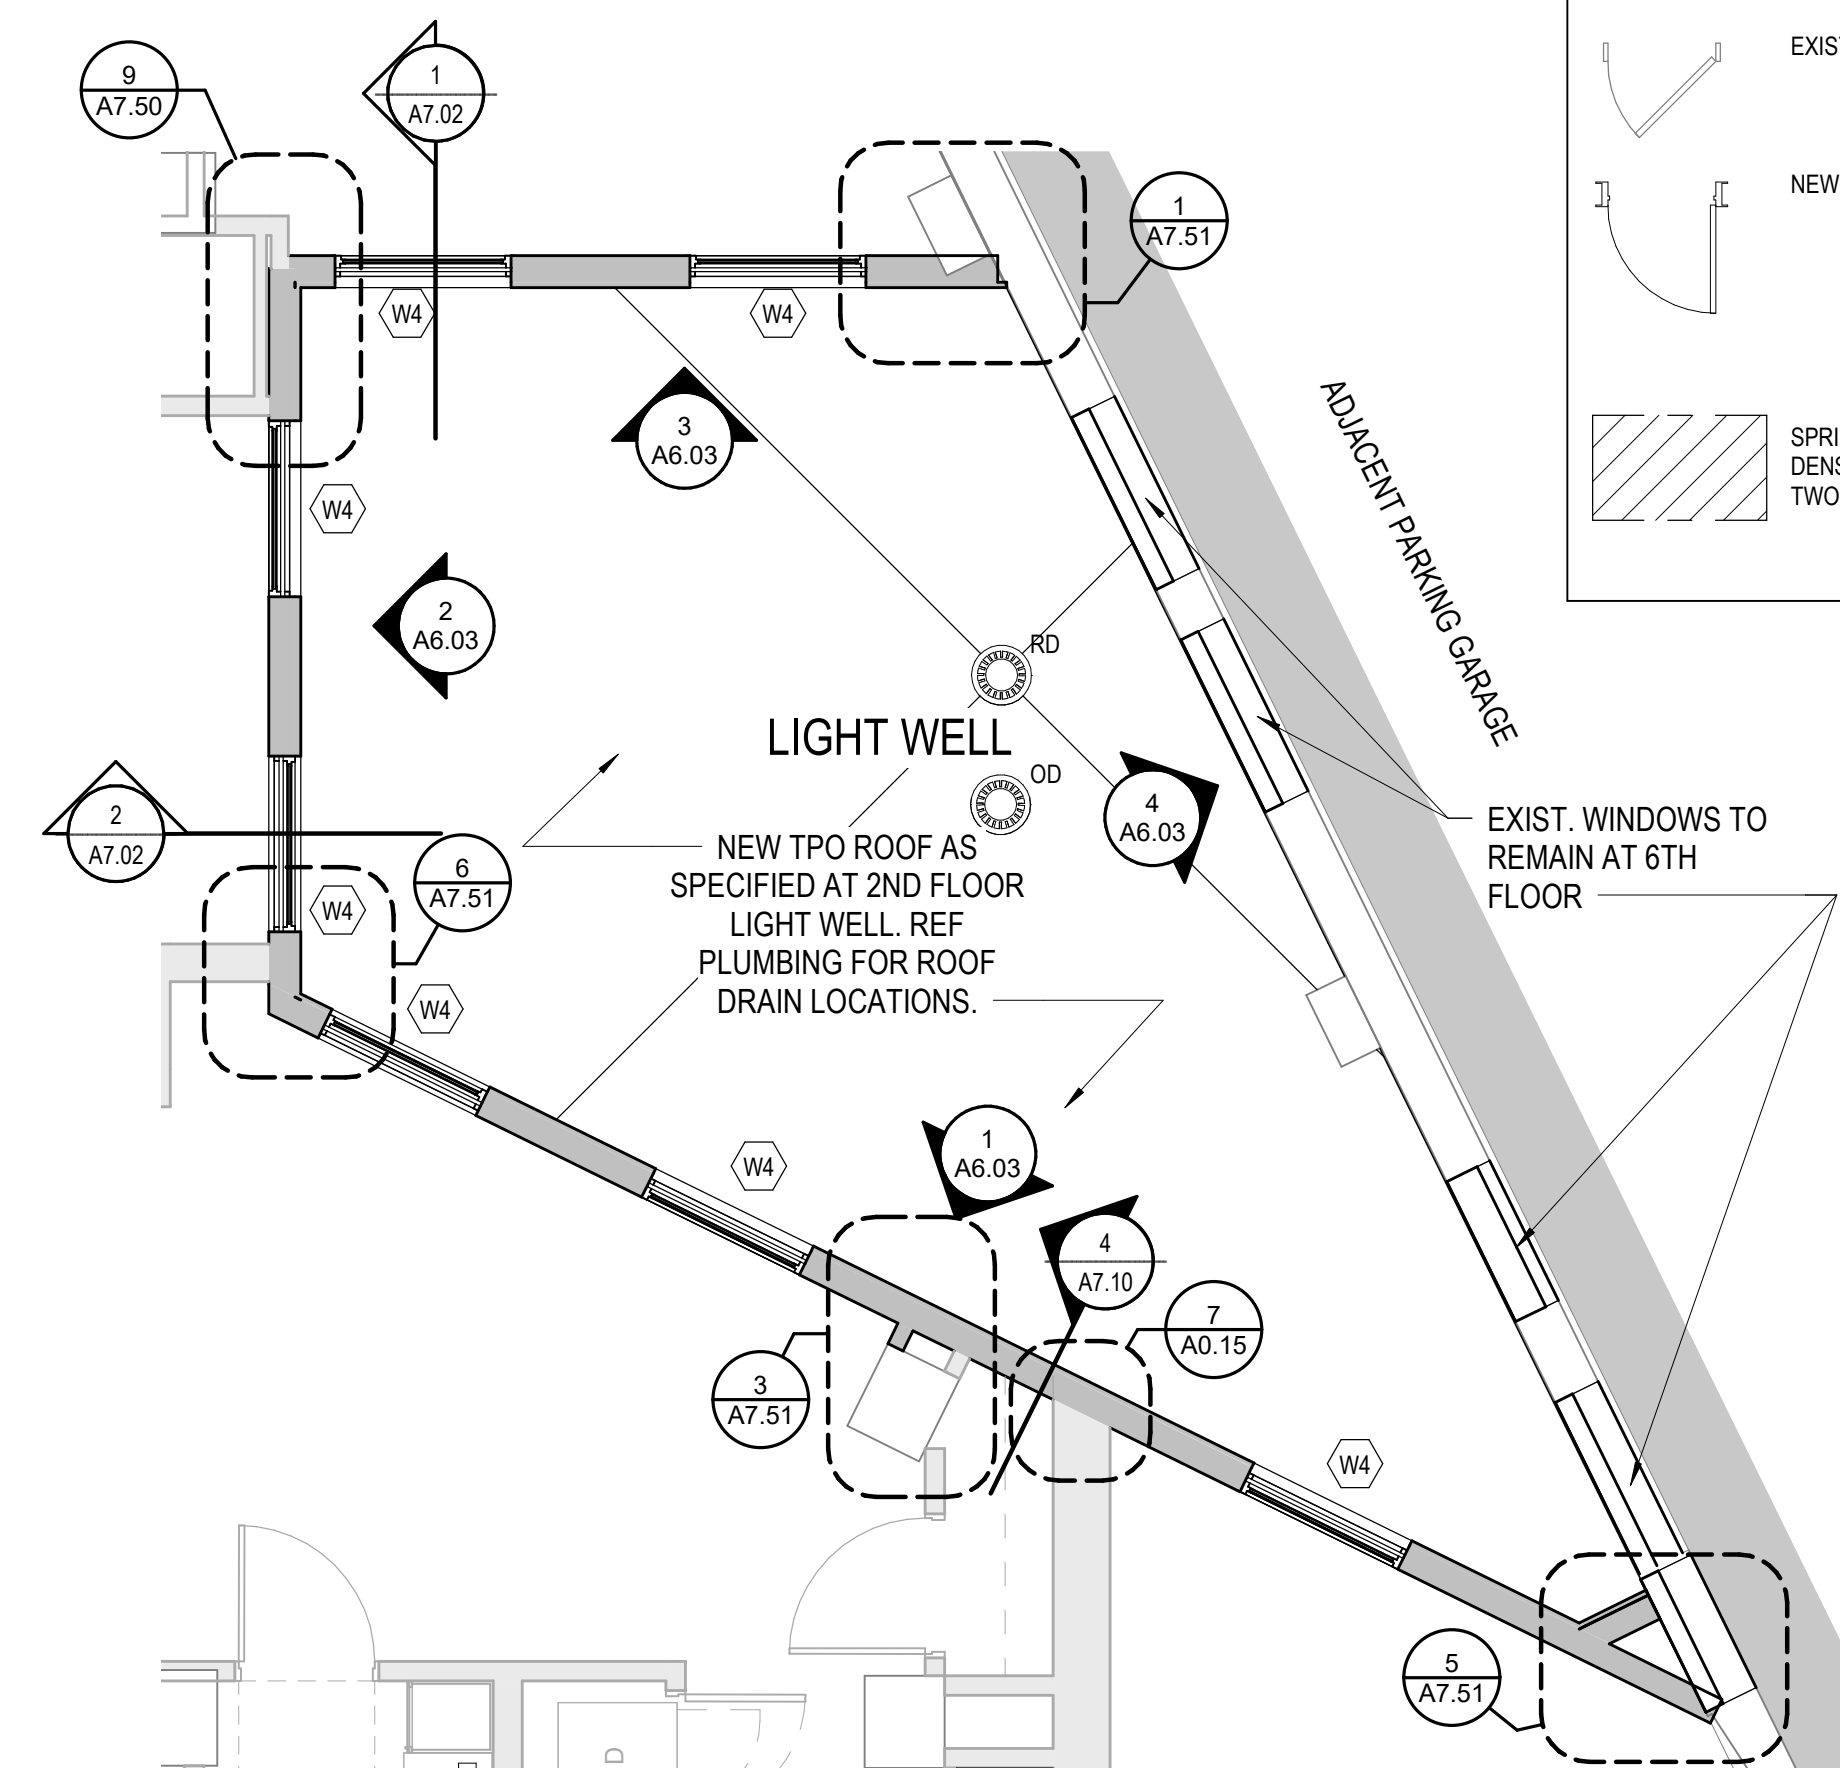 9
A7.50
1
A7.02
1
A7.51
EXIS
NEW
W4
W4
3
A6.03
SPRI
DENS
TWO
W4
ADJACENT PARKING GARAGE
2
A6.03
RD
LIGHT WELL
OD
4
A6.03
2
A7.02
6
A7.51
W4
NEW TPO ROOF AS
SPECIFIED AT 2ND FLOOR
LIGHT WELL. REF
PLUMBING FOR ROOF
DRAIN LOCATIONS.
EXIST. WINDOWS TO
REMAIN AT 6TH
FLOOR
W4
1
A6.03
W4
4
A7.10
7
A0.15
3
A7.51
W4
5
A7.51
D